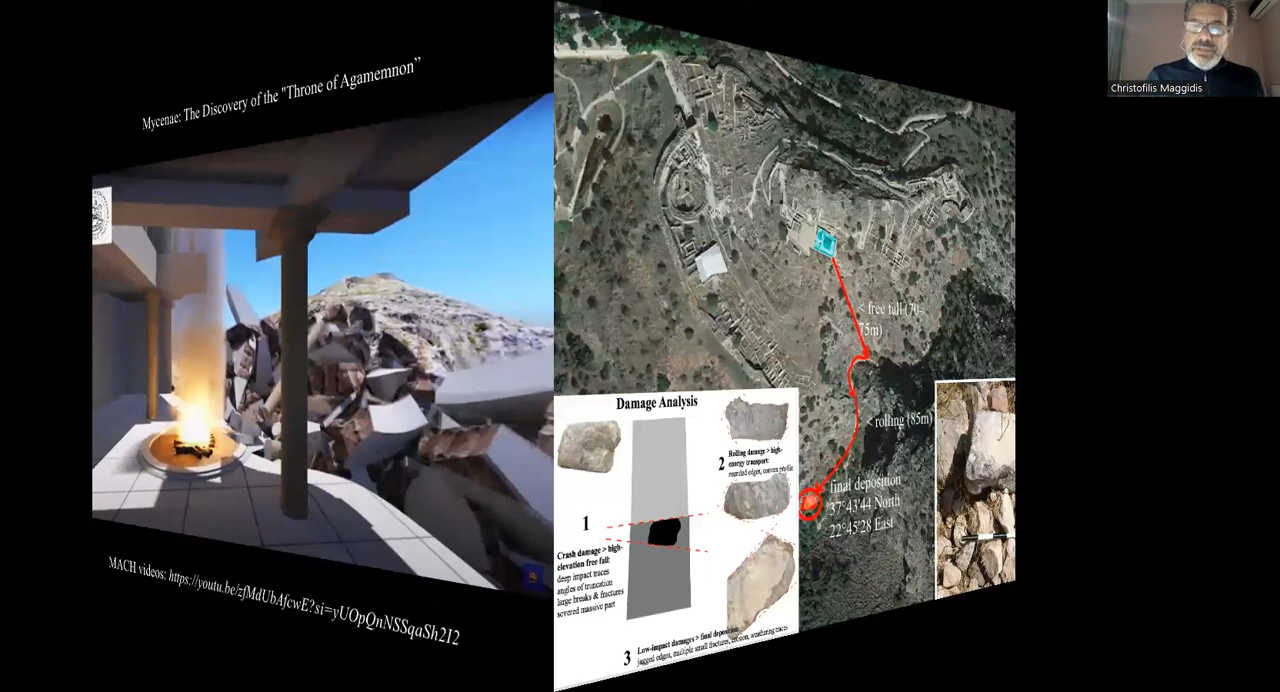 Mycenae: The Discovery of the "Throne of Agamemnon”
MACH videos: https://youtu.be/zfMdUbAfcwE?si=yUOpQnNSSqaSh2I2
< free fall (70-
75m)
< rolling (85m)
final deposition
37°43'44 North
22°45'28 East
Damage Analysis
1
Crash damage > high-
elevation free fall:
deep impact traces
angles of truncation
large breaks & fractures
severed massive part
2
Rolling damage > high-
energy transport:
rounded edges, convex profile
3
Low-impact damages > final deposition:
jagged edges, multiple small fractures, erosion, weathering traces
Christofilis Maggidis